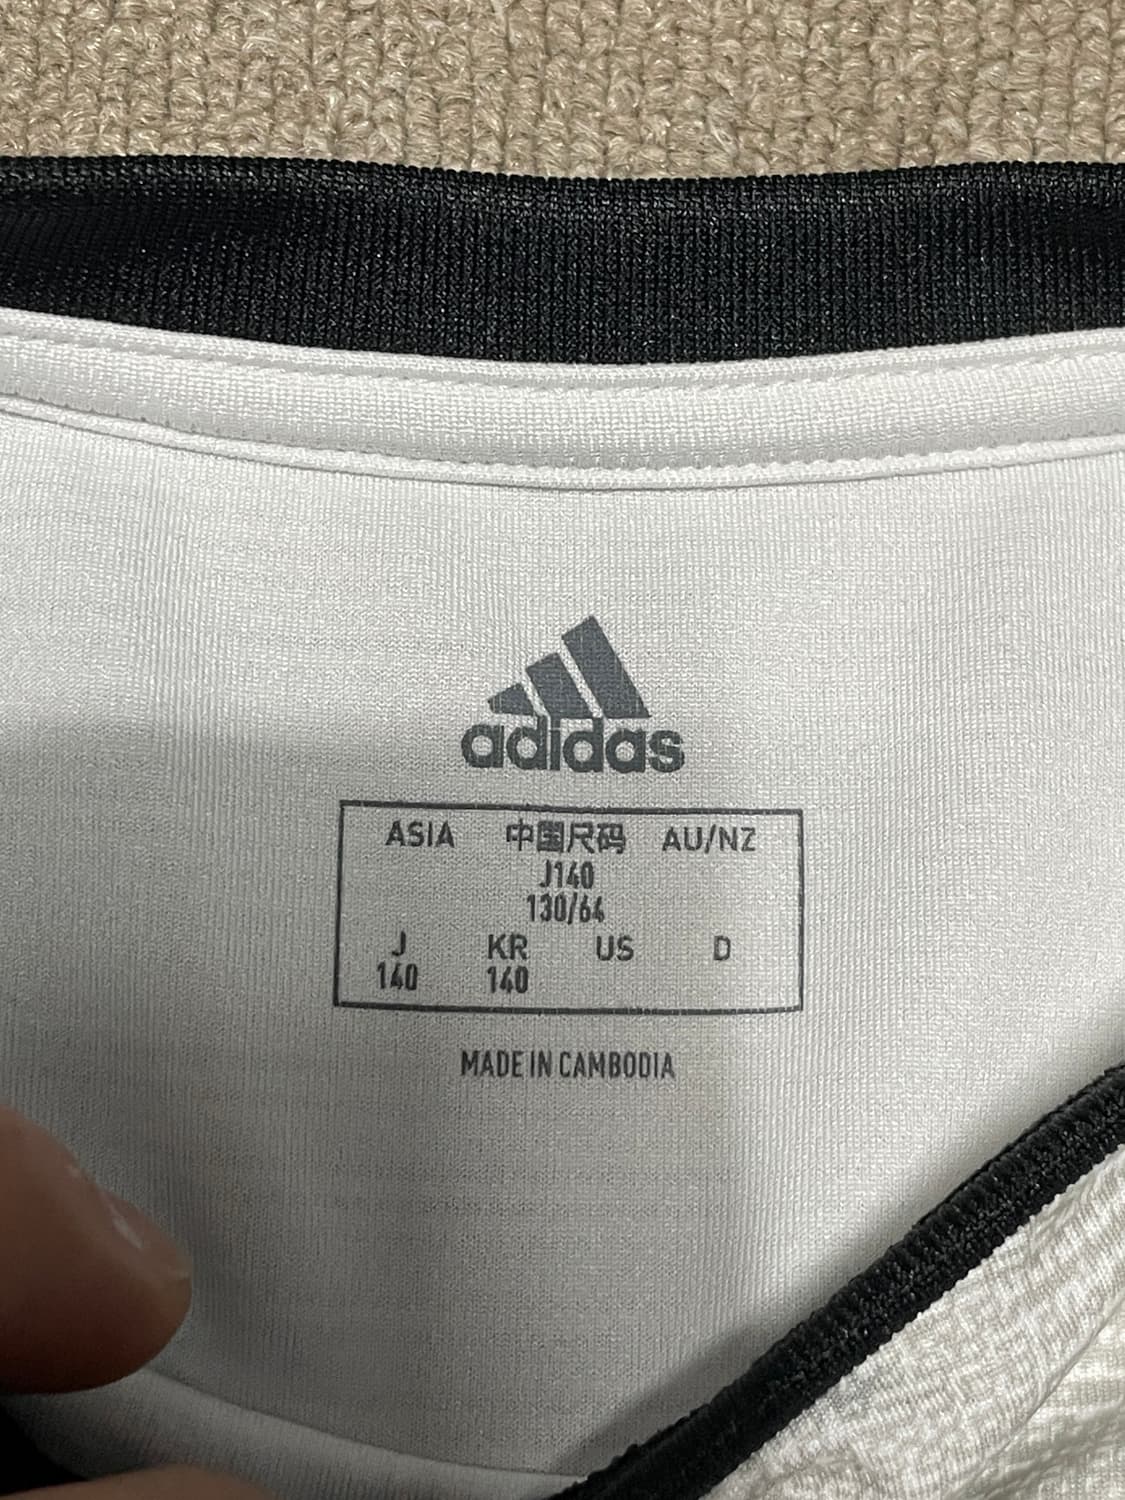 adidas
ASIA 中国尺码 AU/NZ
J140
130/64
J KR US D
140 140
MADE IN CAMBODIA